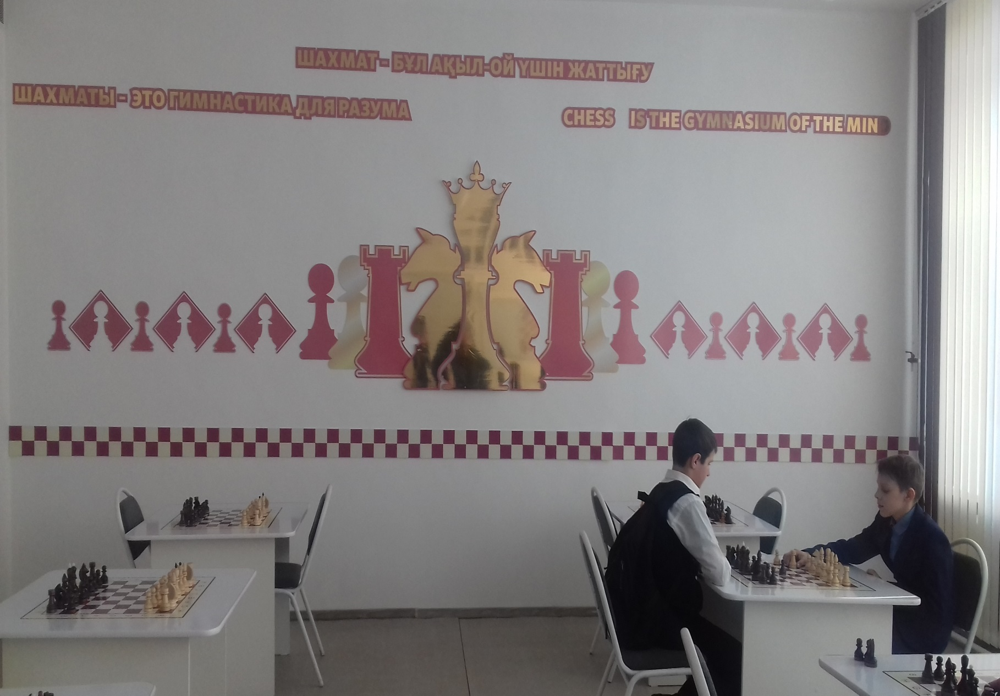 ШАХМАТ - БҰЛ АҚЫЛ-ОЙ ҮШІН ЖАТТЫҒУ
ШАХМАТЫ - ЭТО ГИМНАСТИКА ДЛЯ РАЗУМА
CHESS IS THE GYMNASIUM OF THE MIN